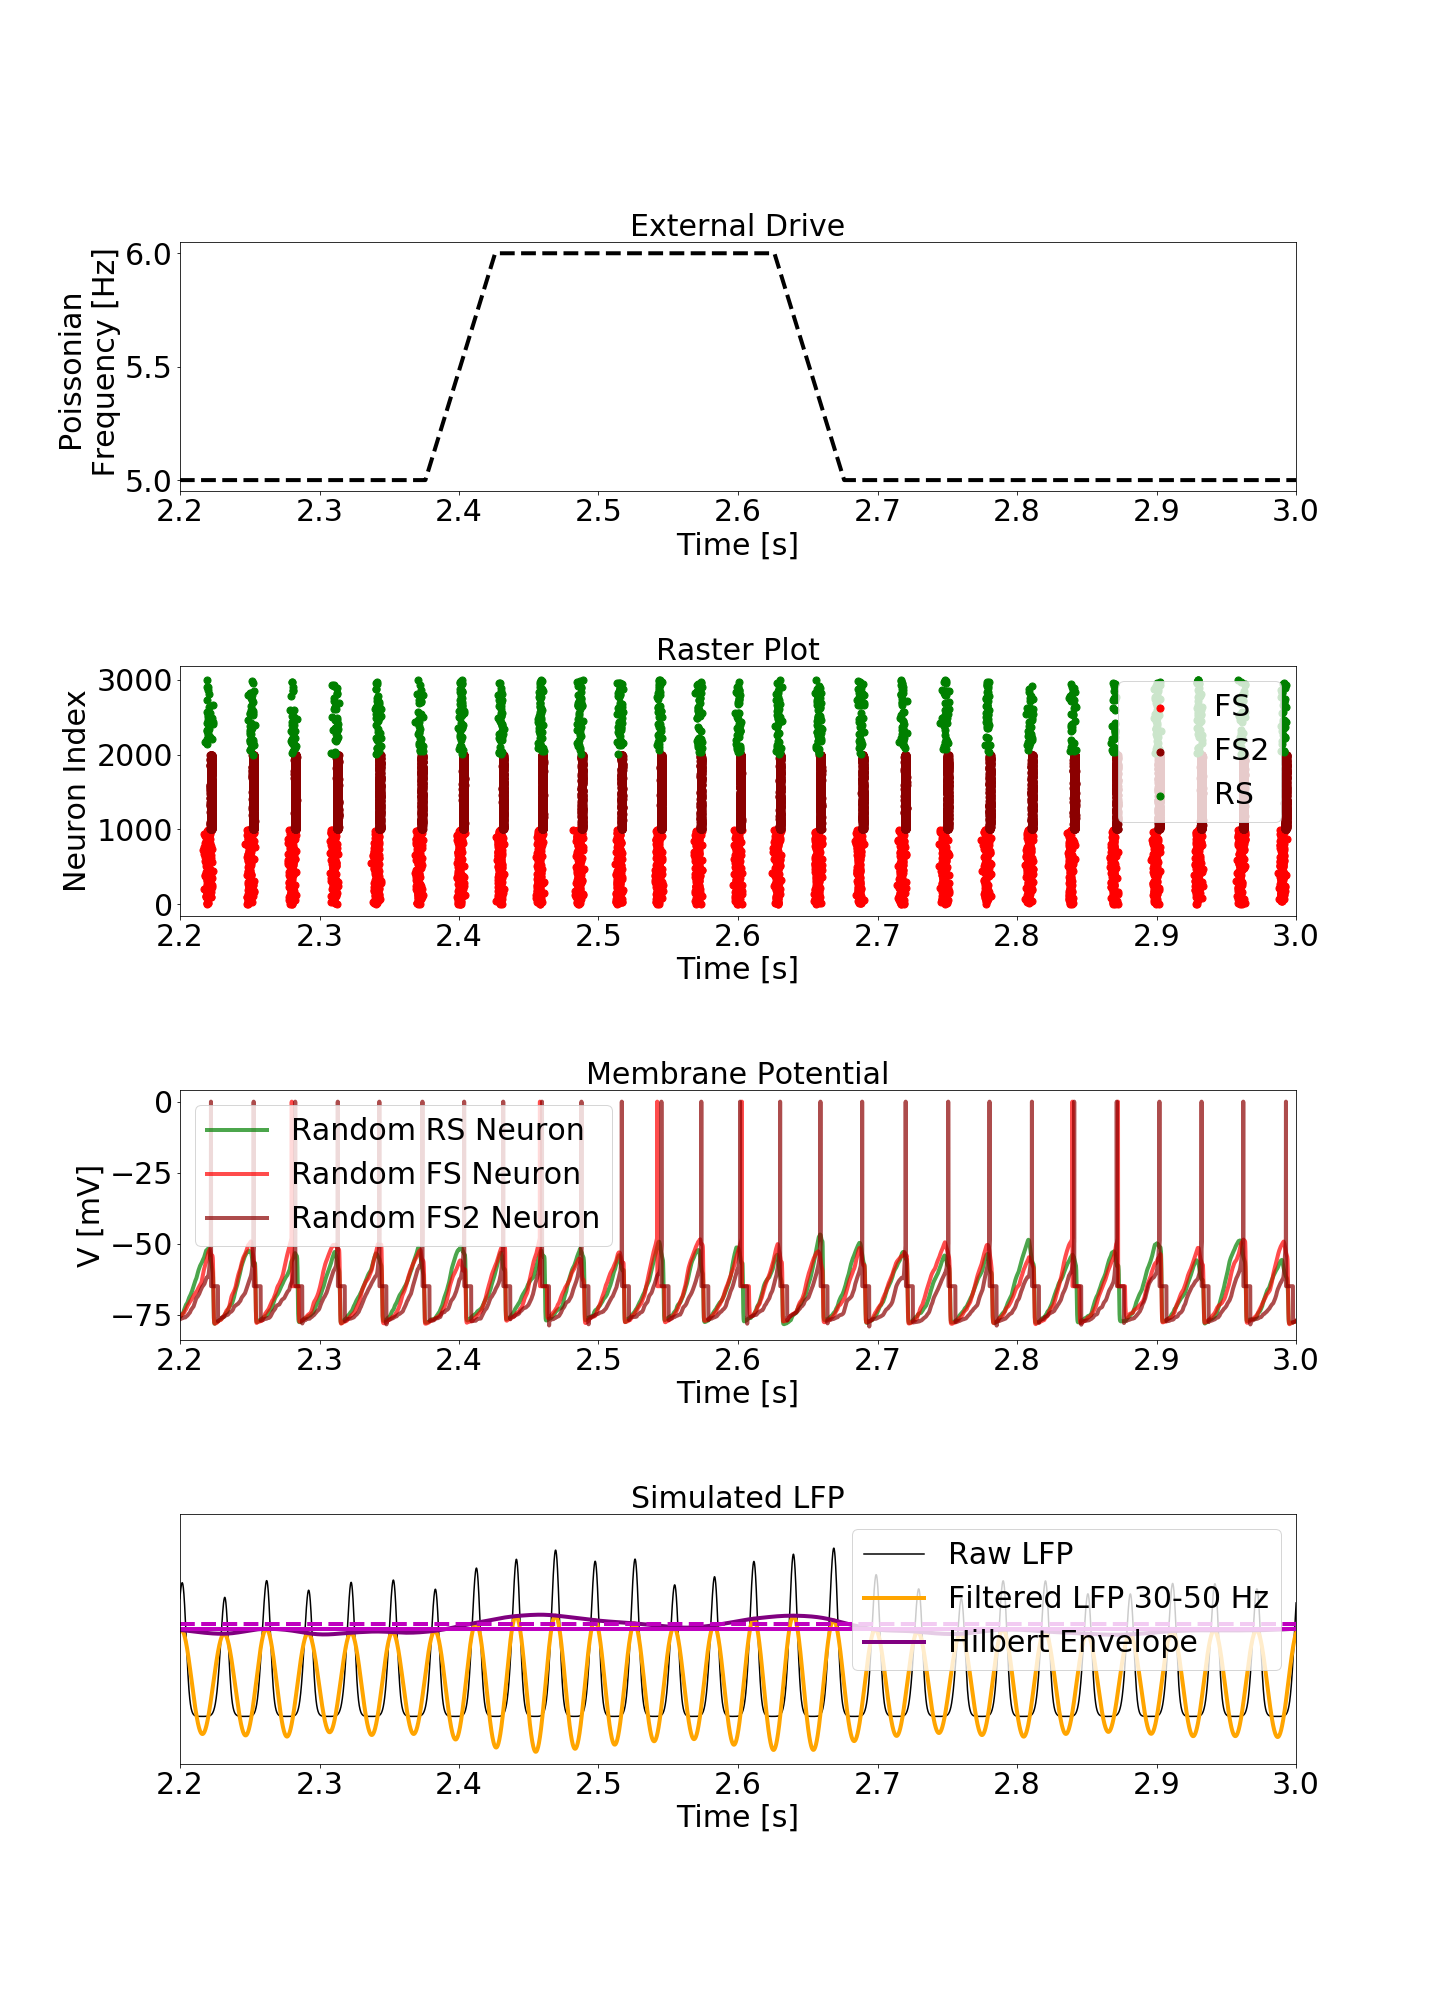 External Drive
Poissonian
Frequency [Hz]
6.0
5.5
5.0
2.2 2.3 2.4 2.5 2.6 2.7 2.8 2.9 3.0
Time [s]
Raster Plot
Neuron Index
3000
2000
1000
0
FS
FS2
RS
2.2 2.3 2.4 2.5 2.6 2.7 2.8 2.9 3.0
Time [s]
Membrane Potential
V [mV]
0
−25
−50
−75
Random RS Neuron
Random FS Neuron
Random FS2 Neuron
2.2 2.3 2.4 2.5 2.6 2.7 2.8 2.9 3.0
Time [s]
Simulated LFP
Raw LFP
Filtered LFP 30-50 Hz
Hilbert Envelope
2.2 2.3 2.4 2.5 2.6 2.7 2.8 2.9 3.0
Time [s]